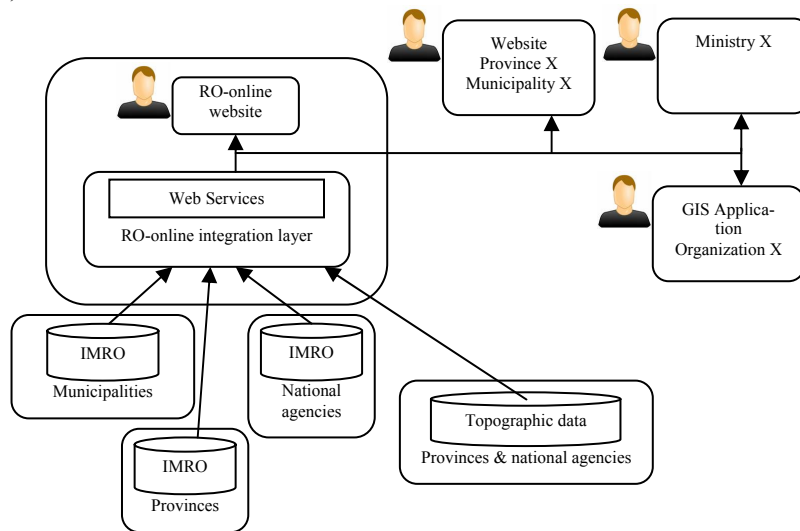 Website
Province X
Municipality X
Ministry X
RO-online
website
Web Services
RO-online integration layer
GIS Applica-
tion
Organization X
IMRO
Municipalities
IMRO
National
agencies
IMRO
Provinces
Topographic data
Provinces & national agencies